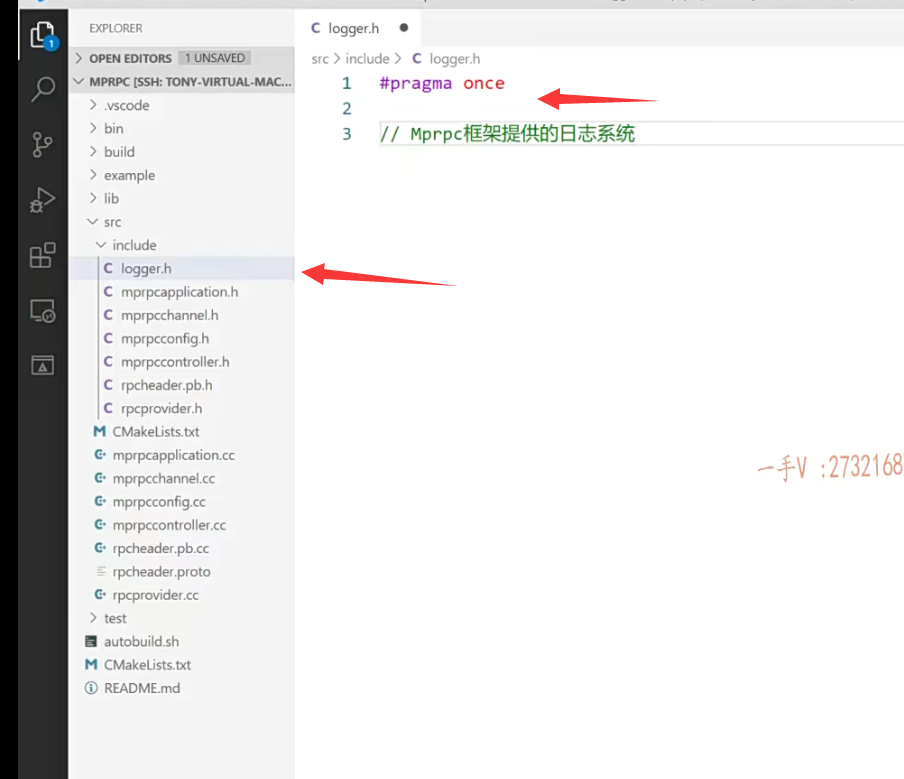 EXPLORER
OPEN EDITORS 1 UNSAVED
MPRPC [SSH: TONY-VIRTUAL-MAC...
.vscode
bin
build
example
lib
src
include
logger.h
mprpcapplication.h
mprpcchannel.h
mprpcconfig.h
mprpccontroller.h
rpcheader.pb.h
rpcprovider.h
CMakeLists.txt
mprpcapplication.cc
mprpcchannel.cc
mprpcconfig.cc
mprpccontroller.cc
rpcheader.pb.cc
rpcheader.proto
rpcprovider.cc
test
autobuild.sh
CMakeLists.txt
README.md
C logger.h
src > include > C logger.h
1 #pragma once
2
3 // Mprpc框架提供的日志系统
一手V :2732168